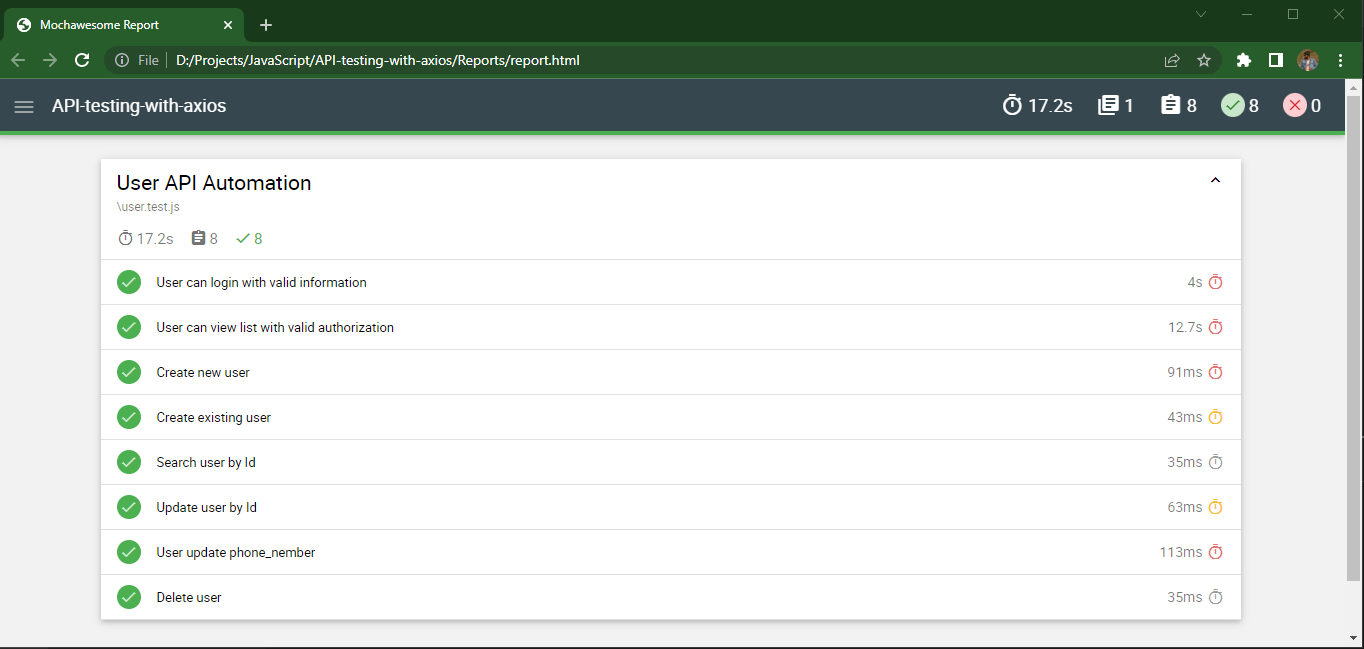 Mochawesome Report
File D:/Projects/JavaScript/API-testing-with-axios/Reports/report.html
API-testing-with-axios 17.2s 1 8 8 0
User API Automation
\user.test.js
17.2s 8 8
User can login with valid information 4s
User can view list with valid authorization 12.7s
Create new user 91ms
Create existing user 43ms
Search user by Id 35ms
Update user by Id 63ms
User update phone_nember 113ms
Delete user 35ms